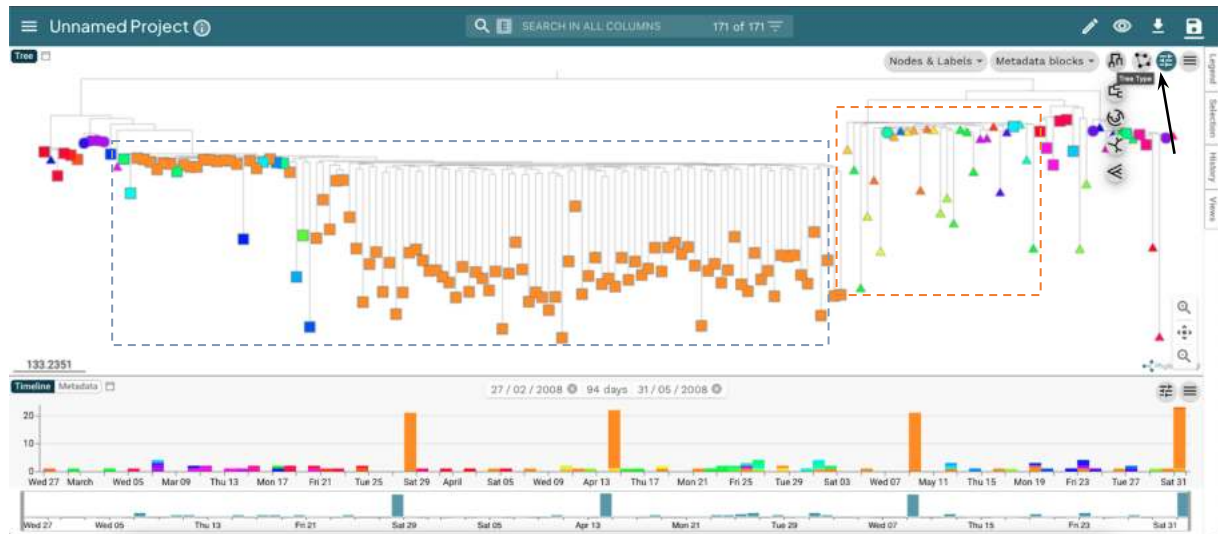 Unnamed Project
SEARCH IN ALL COLUMNS 171 of 171
Tree
Nodes & Labels Metadata blocks
Tree Type
Legend
Selection
History
Views
133.2351
Timeline Metadata
27 / 02 / 2008 94 days 31 / 05 / 2008
20
10
Wed 27 March Wed 05 Mar 09 Thu 13 Mon 17 Fri 21 Tue 25 Sat 29 April Sat 05 Wed 09 Apr 13 Thu 17 Mon 21 Fri 25 Tue 29 Sat 03 Wed 07 May 11 Thu 15 Mon 19 Fri 23 Tue 27 Sat 31
Wed 27 Wed 05 Thu 13 Fri 21 Sat 29 Sat 05 Apr 13 Mon 21 Tue 29 Wed 07 Thu 15 Fri 23 Sat 31